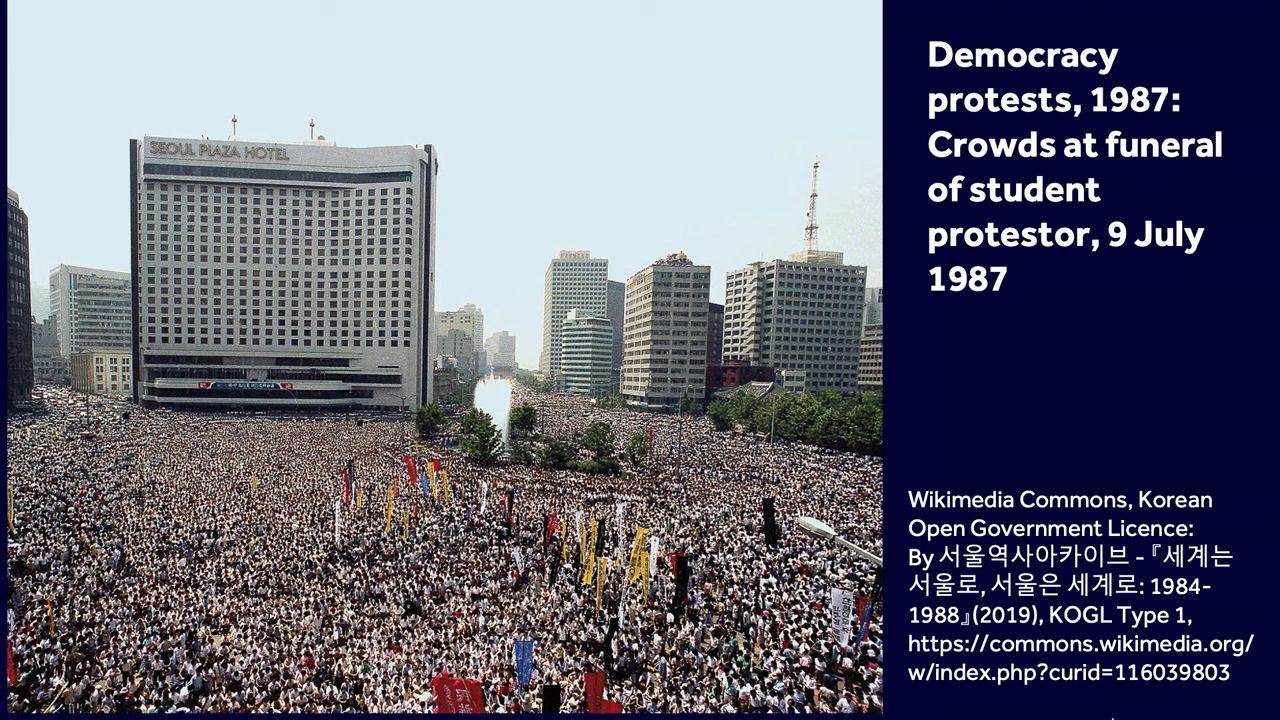 SEOUL PLAZA HOTEL
Democracy
protests, 1987:
Crowds at funeral
of student
protestor, 9 July
1987
Wikimedia Commons, Korean
Open Government Licence:
By 서울역사아카이브 - 『세계는
서울로, 서울은 세계로: 1984-
1988』(2019), KOGL Type 1,
https://commons.wikimedia.org/
w/index.php?curid=116039803